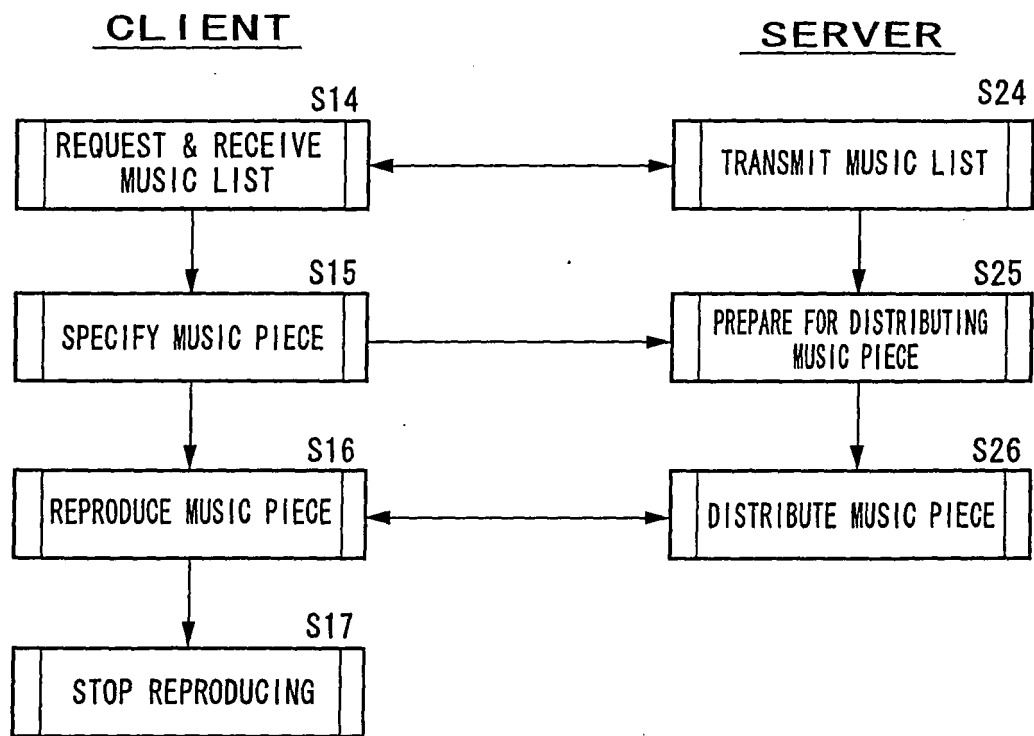 CLIENT
SERVER
S14
REQUEST & RECEIVE
MUSIC LIST
S24
TRANSMIT MUSIC LIST
S15
SPECIFY MUSIC PIECE
S25
PREPARE FOR DISTRIBUTING
MUSIC PIECE
S16
REPRODUCE MUSIC PIECE
S26
DISTRIBUTE MUSIC PIECE
S17
STOP REPRODUCING